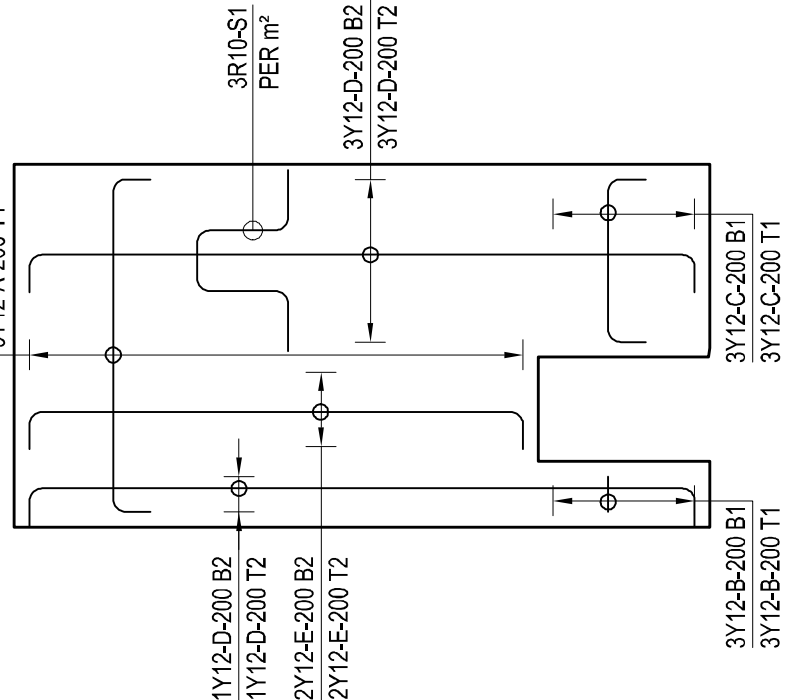 3R10-S1
PER m²
3Y12-D-200 B2
3Y12-D-200 T2
3Y12-C-200 B1
3Y12-C-200 T1
1Y12-D-200 B2
1Y12-D-200 T2
2Y12-E-200 B2
2Y12-E-200 T2
3Y12-B-200 B1
3Y12-B-200 T1